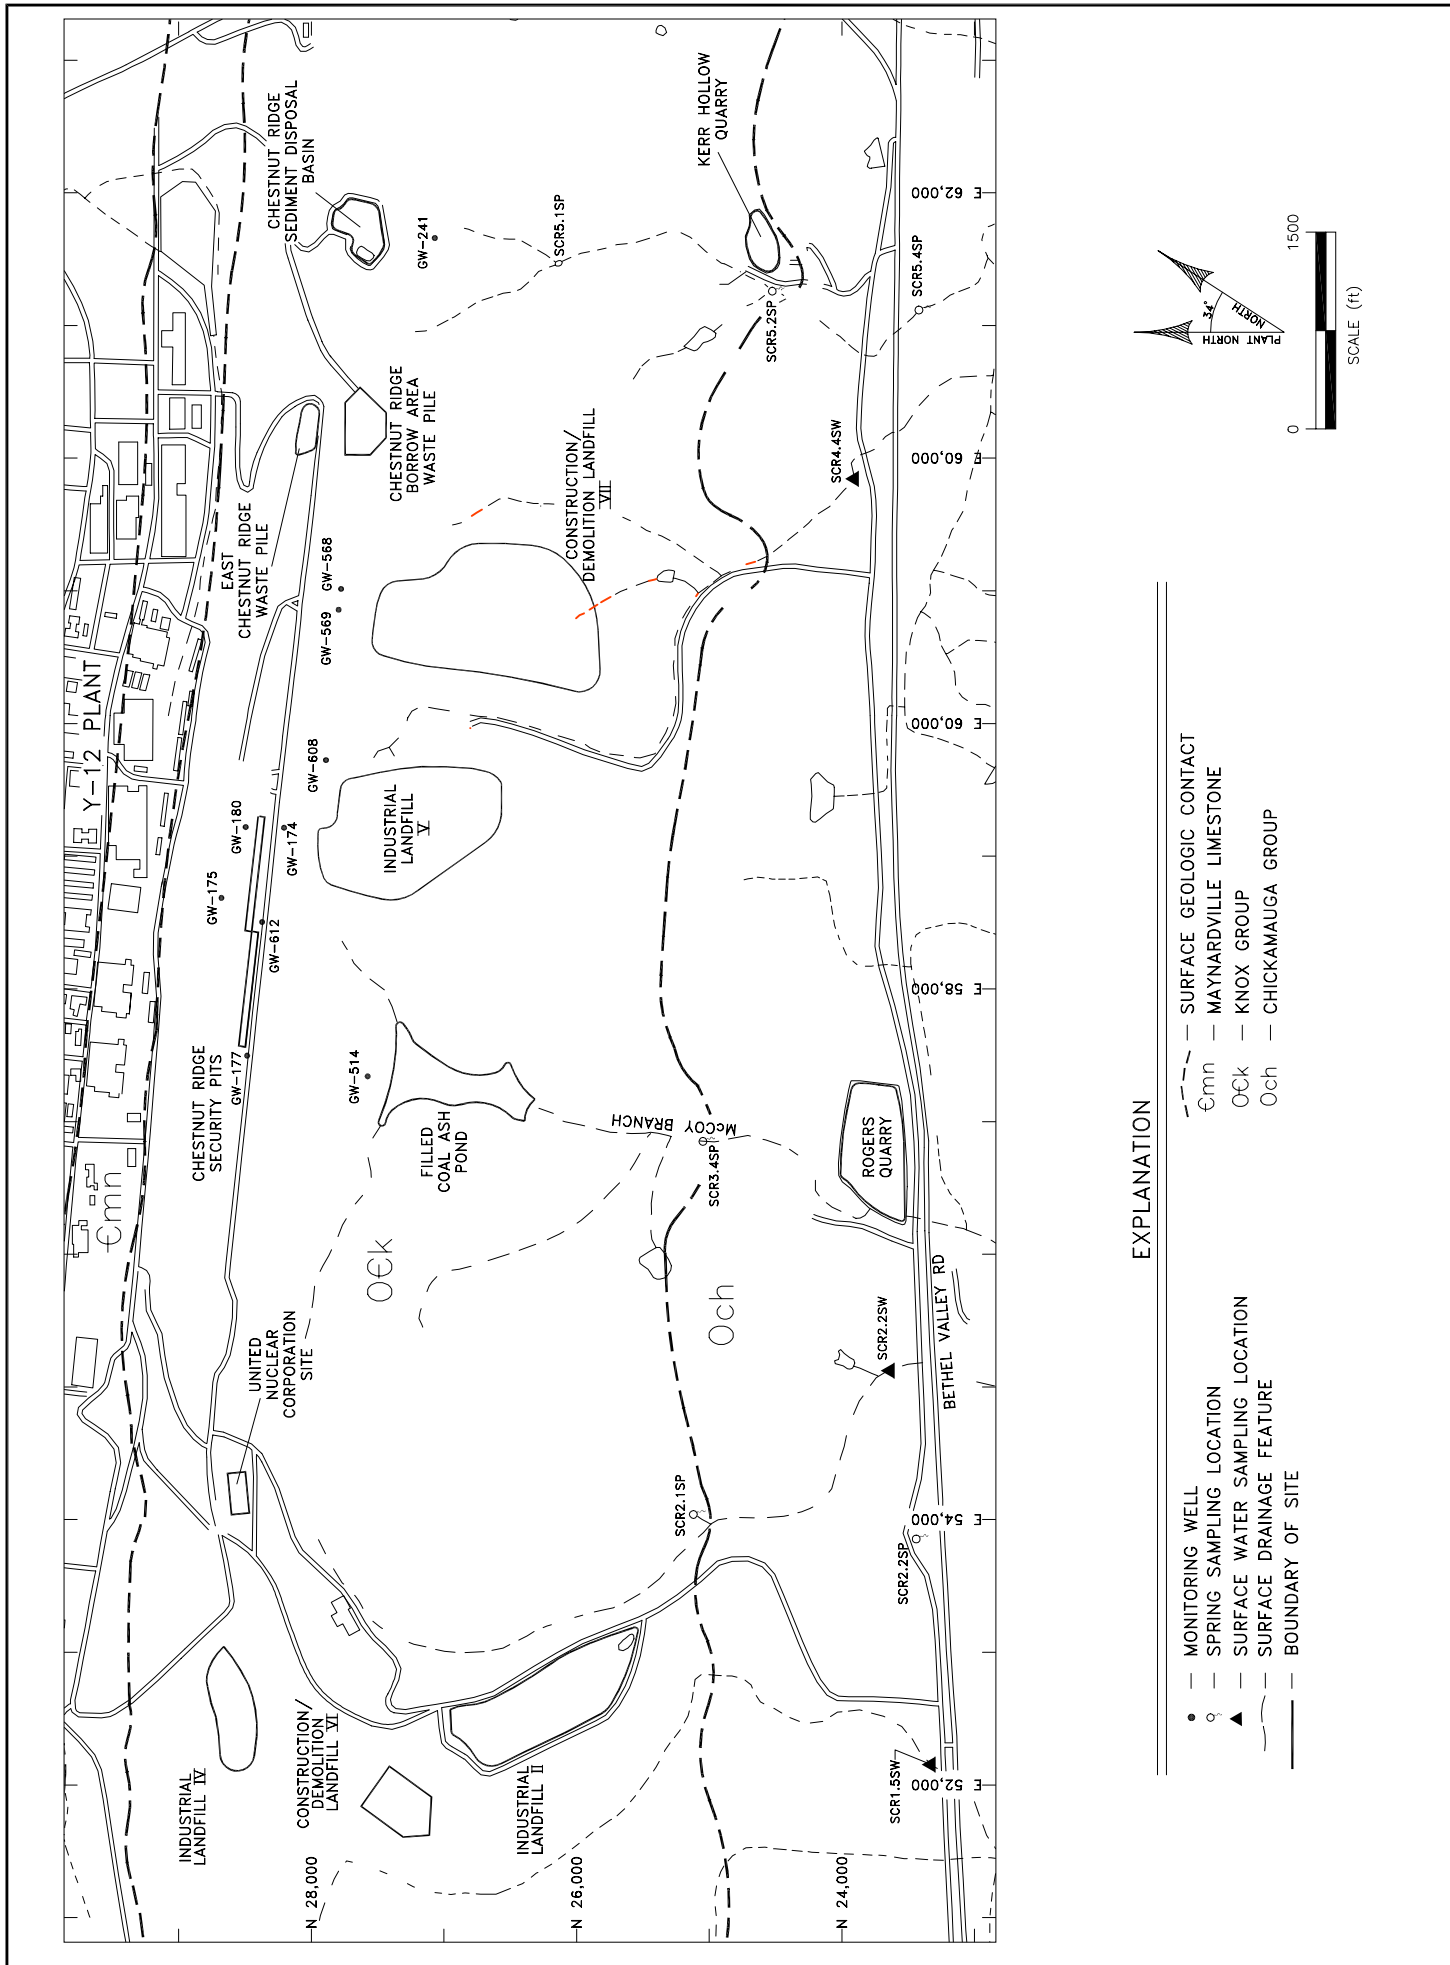 Y-12 PLANT
CHESTNUT RIDGE
SEDIMENT DISPOSAL
BASIN
GW-241
SCR5.1SP
KERR HOLLOW
QUARRY
SCR5.2SP
SCR5.4SP
E 62,000
CHESTNUT RIDGE
BORROW AREA
WASTE PILE
EAST
CHESTNUT RIDGE
WASTE PILE
CONSTRUCTION/
DEMOLITION LANDFILL
VII
SCR4.4SW
E 60,000
GW-568
GW-569
GW-608
E 60,000
GW-180
GW-174
GW-175
GW-612
INDUSTRIAL
LANDFILL
V
E 58,000
CHESTNUT RIDGE
SECURITY PITS
GW-177
GW-514
FILLED
COAL ASH
POND
McCOY BRANCH
SCR3.4SP
ROGERS
QUARRY
Єmn
OЄk
Och
UNITED
NUCLEAR
CORPORATION
SITE
SCR2.2SW
BETHEL VALLEY RD
SCR2.1SP
E 54,000
SCR2.2SP
INDUSTRIAL
LANDFILL IV
CONSTRUCTION/
DEMOLITION
LANDFILL VI
INDUSTRIAL
LANDFILL II
SCR1.5SW
E 52,000
N 28,000
N 26,000
N 24,000
34°
PLANT NORTH
NORTH
0
1500
SCALE (ft)
EXPLANATION
— MONITORING WELL
— SPRING SAMPLING LOCATION
— SURFACE WATER SAMPLING LOCATION
— SURFACE DRAINAGE FEATURE
— BOUNDARY OF SITE
— SURFACE GEOLOGIC CONTACT
Єmn — MAYNARDVILLE LIMESTONE
OЄk — KNOX GROUP
Och — CHICKAMAUGA GROUP